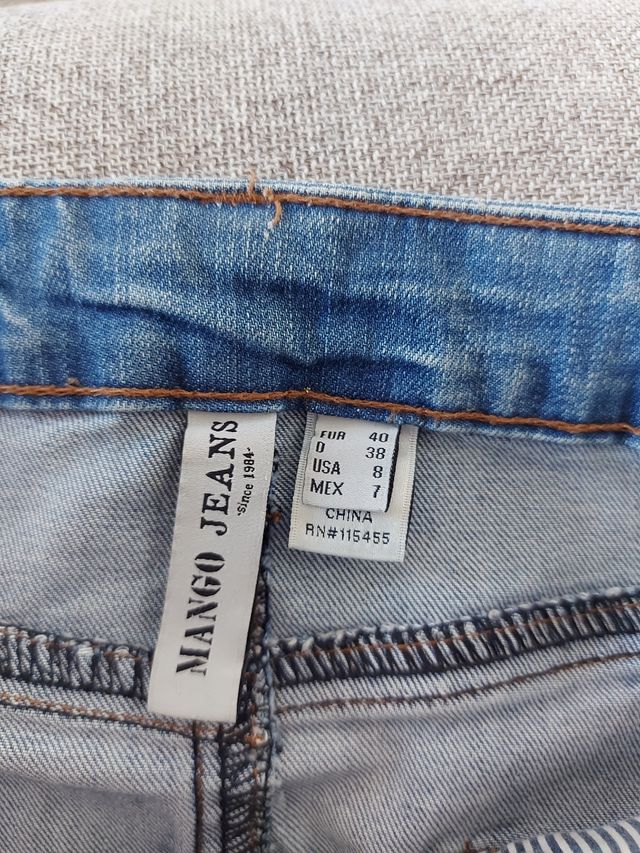 MANGO JEANS
·since 1984·
EUR 40
D 38
USA 8
MEX 7
CHINA
RN#115455